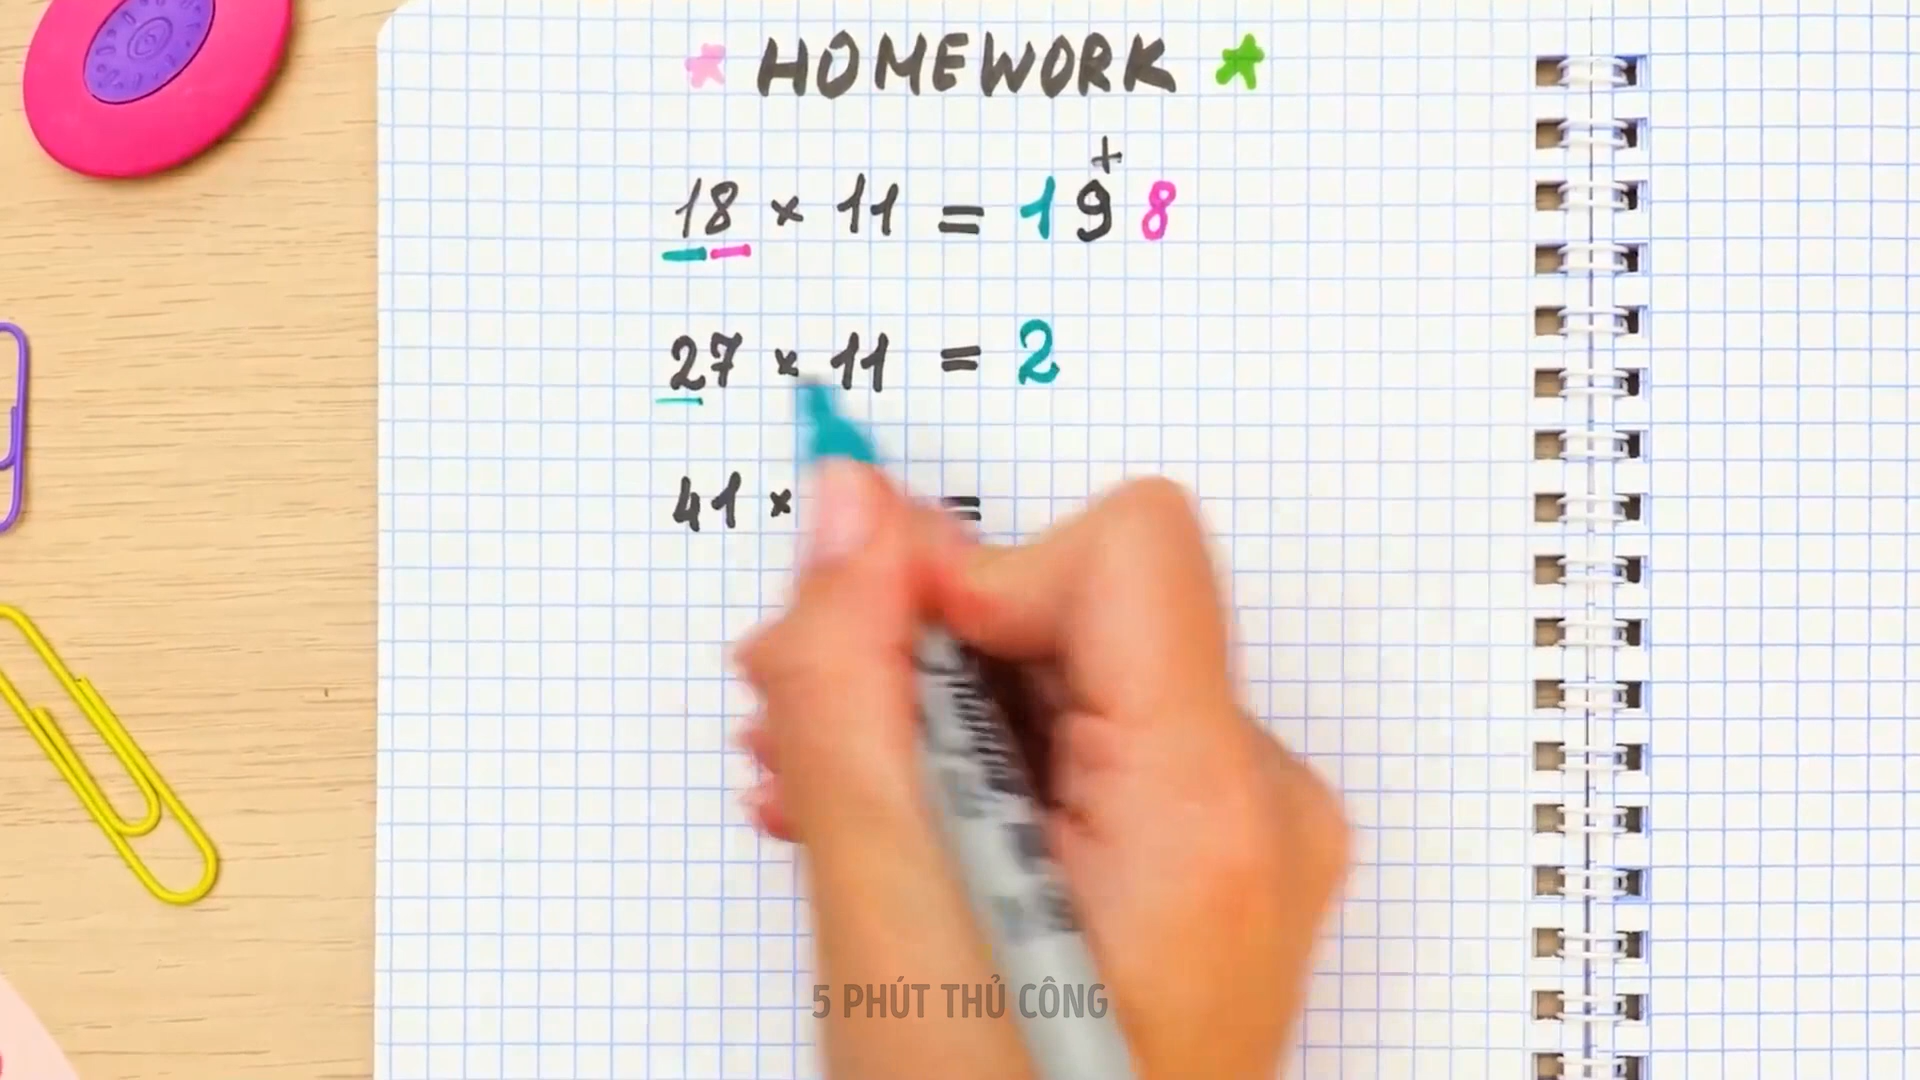 HOMEWORK
+
18 × 11 = 198
27 × 11 = 2
41 × =
5 PHÚT THỦ CÔNG